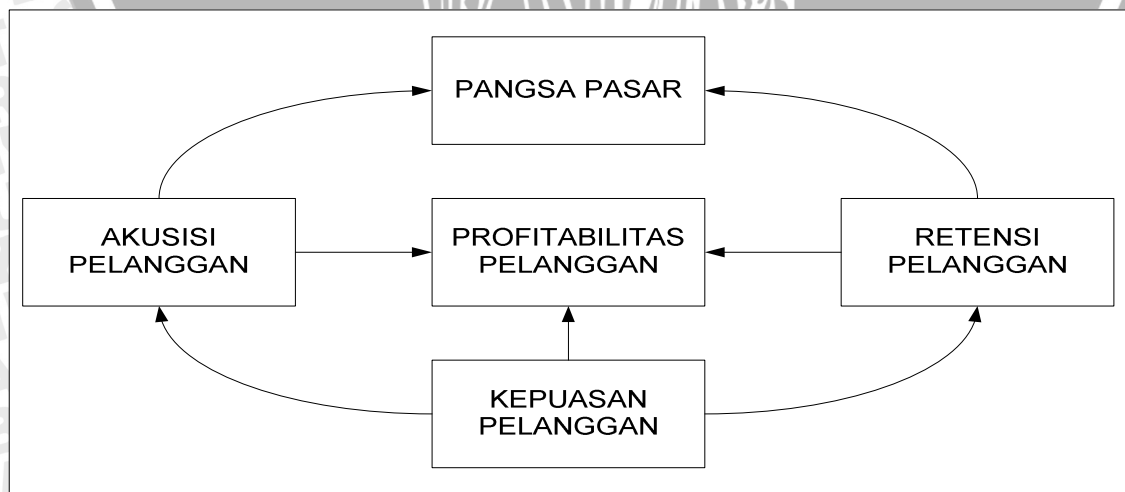 PANGSA PASAR
AKUSISI
PELANGGAN
PROFITABILITAS
PELANGGAN
RETENSI
PELANGGAN
KEPUASAN
PELANGGAN